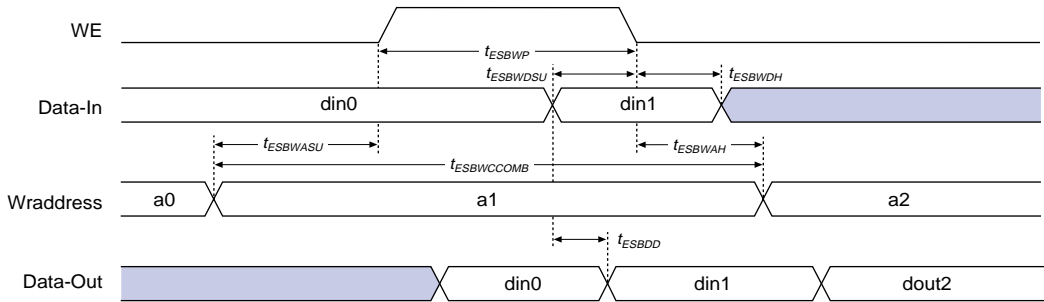 WE
tESBWP
tESBWDSU
tESBWDH
Data-In
din0
din1
tESBWASU
tESBWAH
tESBWCCOMB
Wraddress
a0
a1
a2
tESBDD
Data-Out
din0
din1
dout2